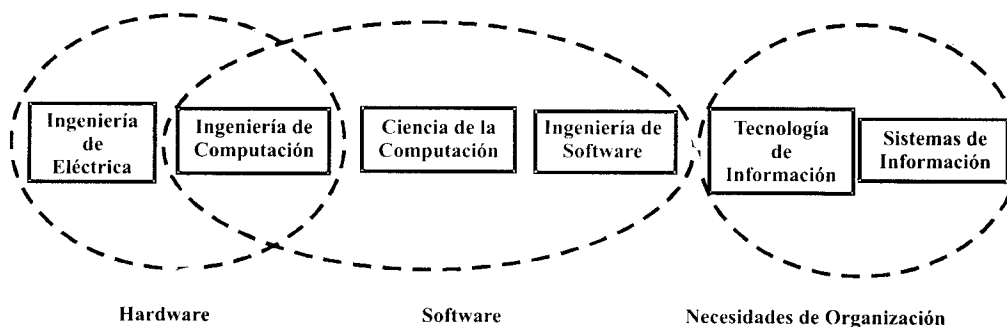 Ingeniería
de
Eléctrica
Ingeniería de
Computación
Ciencia de la
Computación
Ingeniería de
Software
Tecnología
de
Información
Sistemas de
Información
Hardware
Software
Necesidades de Organización